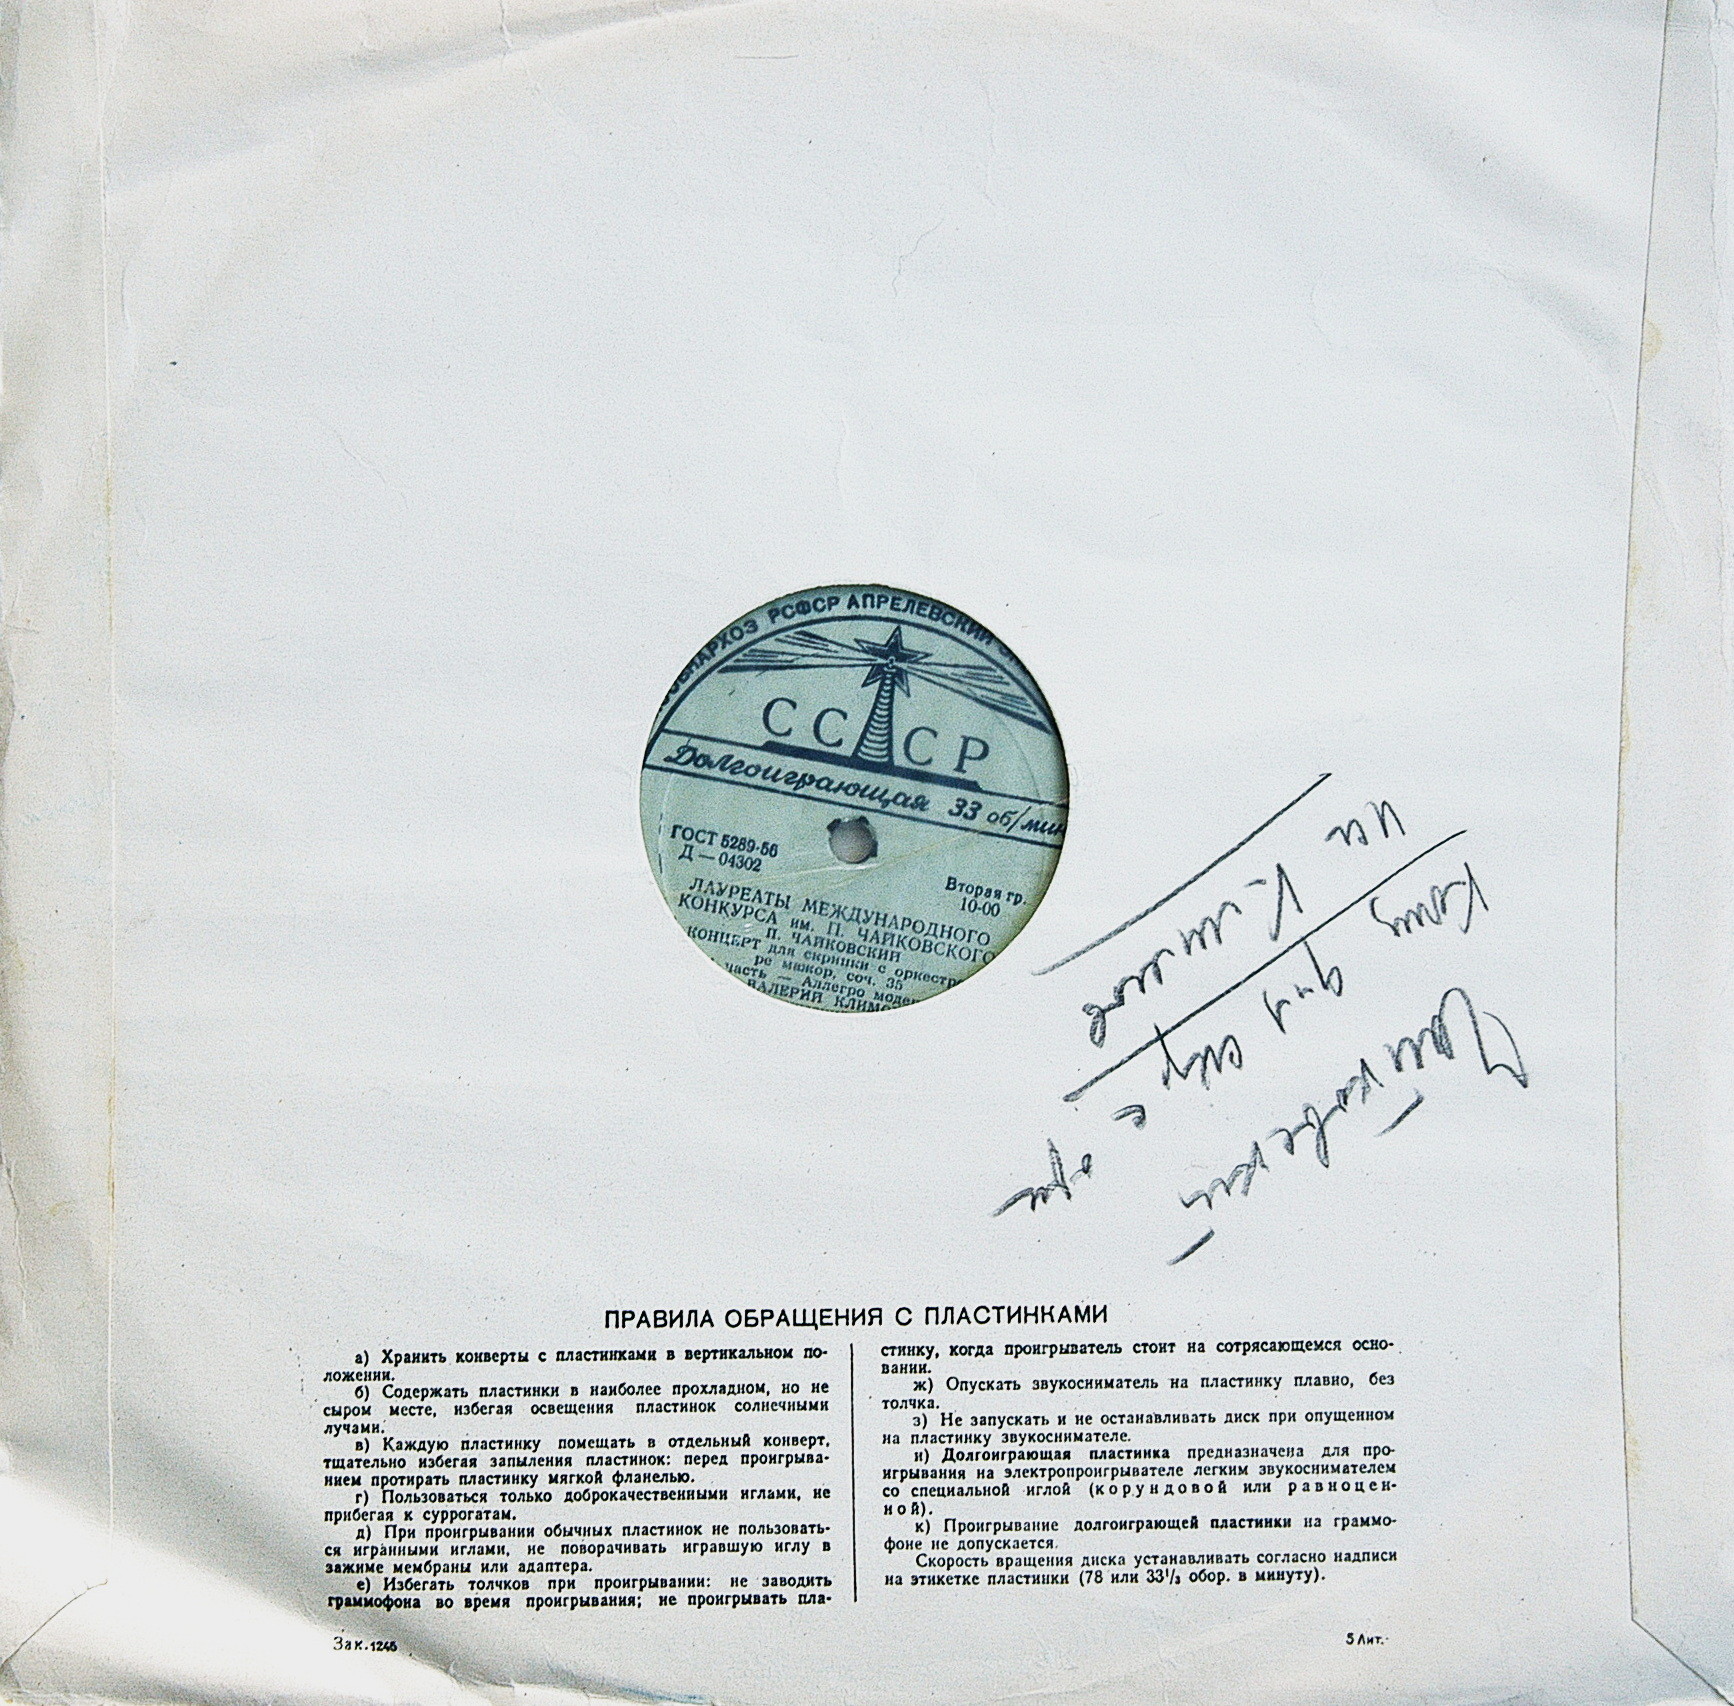 СОВНАРХОЗ РСФСР АПРЕЛЕВСКИЙ
СССР
Долгоиграющая 33 об/мин
ГОСТ 5289-56
Д — 04302
Вторая гр.
10-00
ЛАУРЕАТЫ МЕЖДУНАРОДНОГО
КОНКУРСА им. П. ЧАЙКОВСКОГО
П. ЧАЙКОВСКИЙ
КОНЦЕРТ для скрипки с оркестро
ре мажор, соч. 35
часть — Аллегро моде
ВАЛЕРИЙ КЛИМО
Чайковский
Конц для скр с орк
исп Климов
ПРАВИЛА ОБРАЩЕНИЯ С ПЛАСТИНКАМИ
а) Хранить конверты с пластинками в вертикальном по-
ложении.
б) Содержать пластинки в наиболее прохладном, но не
сыром месте, избегая освещения пластинок солнечными
лучами.
в) Каждую пластинку помещать в отдельный конверт,
тщательно избегая запыления пластинок: перед проигрыва-
нием протирать пластинку мягкой фланелью.
г) Пользоваться только доброкачественными иглами, не
прибегая к суррогатам.
д) При проигрывании обычных пластинок не пользовать-
ся игранными иглами, не поворачивать игравшую иглу в
зажиме мембраны или адаптера.
е) Избегать толчков при проигрывании: не заводить
граммофона во время проигрывания; не проигрывать пла-
стинку, когда проигрыватель стоит на сотрясающемся осно-
вании.
ж) Опускать звукосниматель на пластинку плавно, без
толчка.
з) Не запускать и не останавливать диск при опущенном
на пластинку звукоснимателе.
и) Долгоиграющая пластинка предназначена для про-
игрывания на электропроигрывателе легким звукоснимателем
со специальной иглой (корундовой или равноцен-
ной).
к) Проигрывание долгоиграющей пластинки на граммо-
фоне не допускается.
Скорость вращения диска устанавливать согласно надписи
на этикетке пластинки (78 или 33⅓ обор. в минуту).
Зак. 1245
5 Лит.